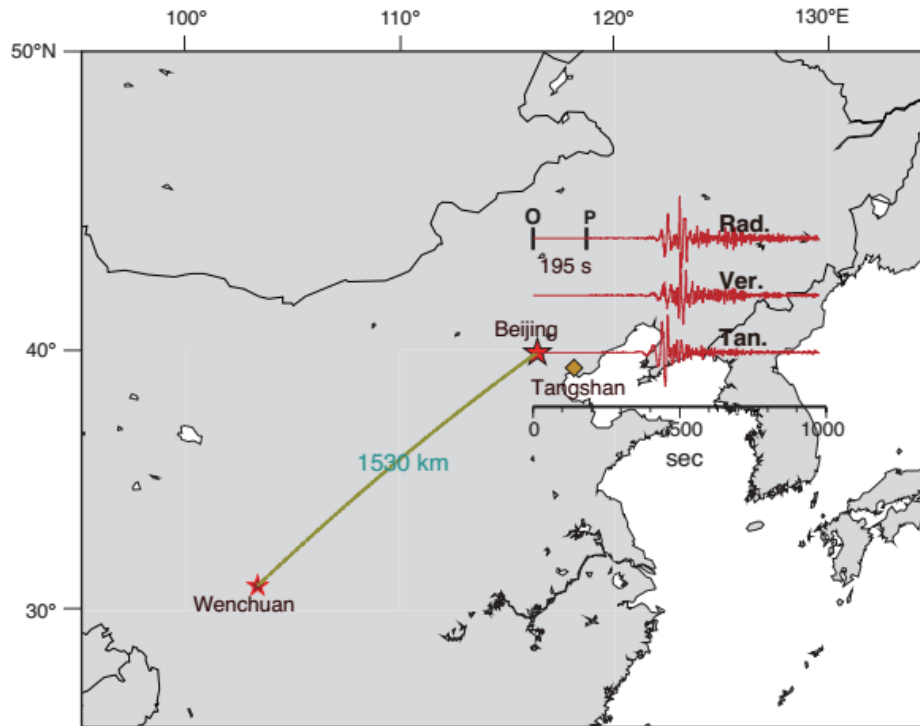 100°
110°
120°
130°E
50°N
O P Rad.
195 s
Ver.
Beijing
Tan.
40°
Tangshan
0 500 1000
sec
1530 km
Wenchuan
30°